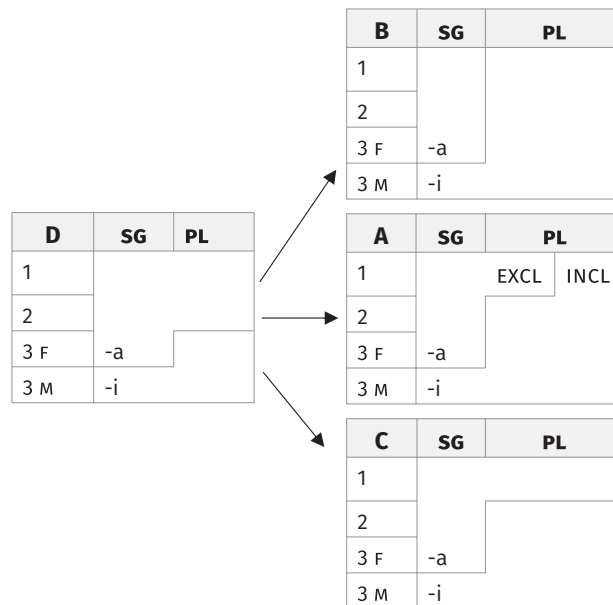 B SG PL
1
2
3 F -a
3 M -i
D SG PL
1
2
3 F -a
3 M -i
A SG PL
1 EXCL INCL
2
3 F -a
3 M -i
C SG PL
1
2
3 F -a
3 M -i